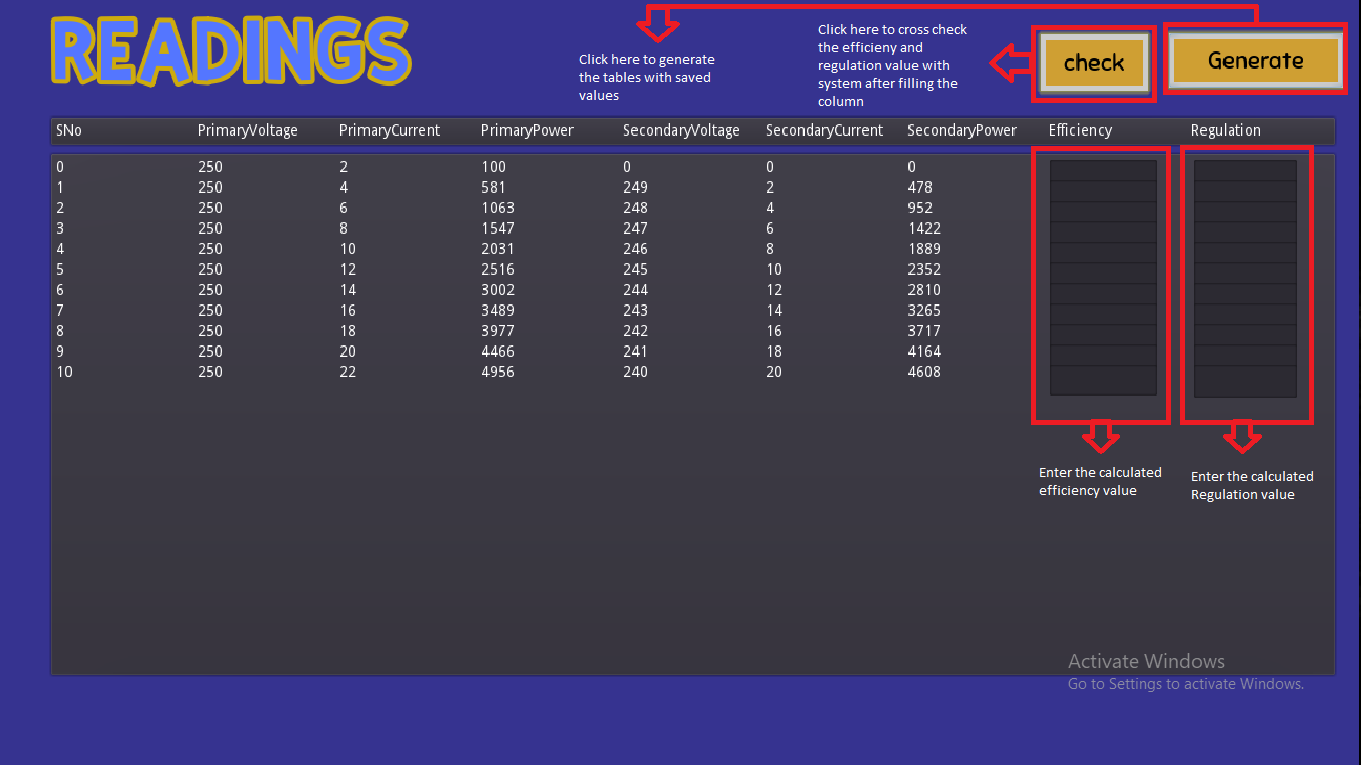 READINGS
Click here to generate
the tables with saved
values
Click here to cross check
the efficieny and
regulation value with
system after filling the
column
check
Generate
SNo PrimaryVoltage PrimaryCurrent PrimaryPower SecondaryVoltage SecondaryCurrent SecondaryPower Efficiency Regulation
0 250 2 100 0 0 0
1 250 4 581 249 2 478
2 250 6 1063 248 4 952
3 250 8 1547 247 6 1422
4 250 10 2031 246 8 1889
5 250 12 2516 245 10 2352
6 250 14 3002 244 12 2810
7 250 16 3489 243 14 3265
8 250 18 3977 242 16 3717
9 250 20 4466 241 18 4164
10 250 22 4956 240 20 4608
Enter the calculated
efficiency value
Enter the calculated
Regulation value
Activate Windows
Go to Settings to activate Windows.